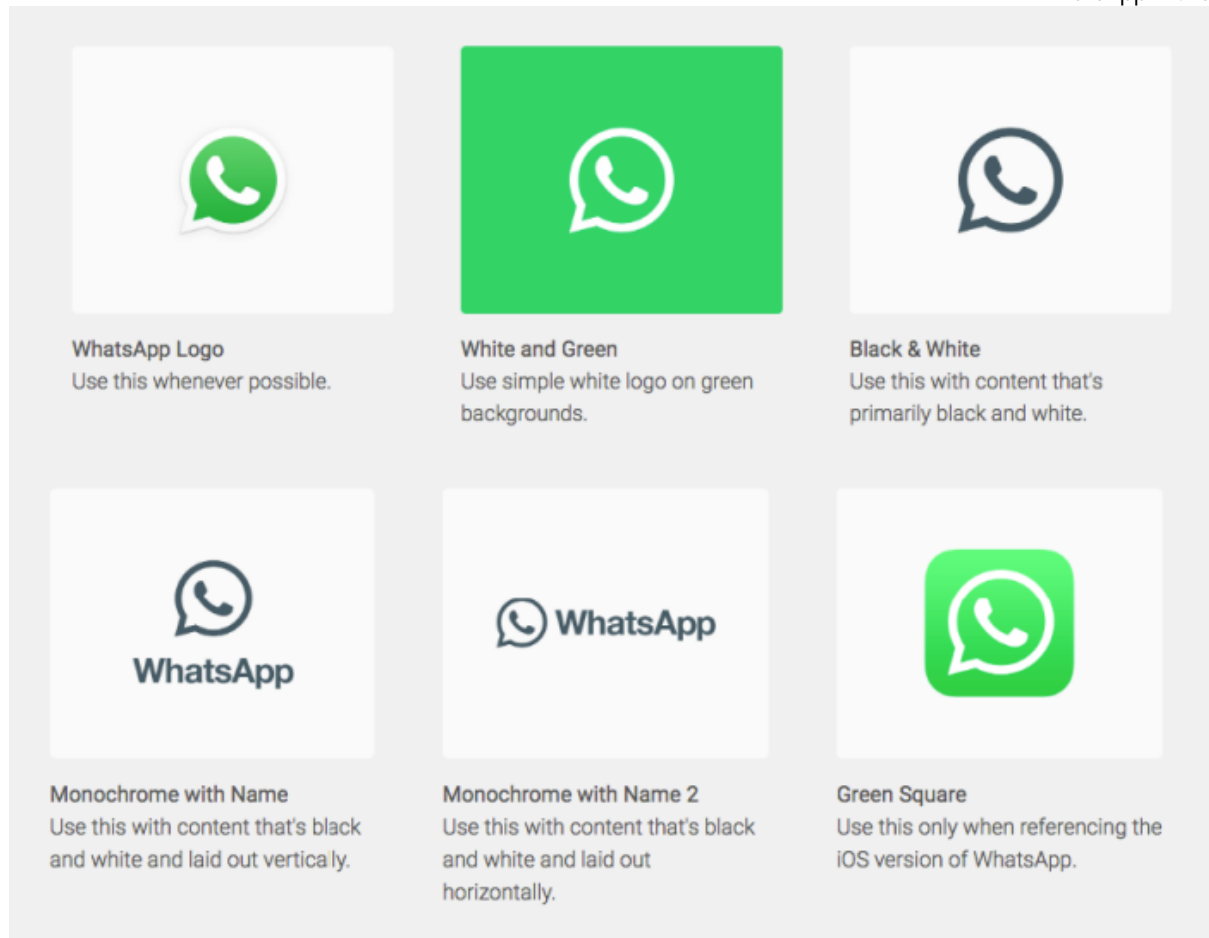 WhatsApp Logo
Use this whenever possible.
White and Green
Use simple white logo on green
backgrounds.
Black & White
Use this with content that's
primarily black and white.
WhatsApp
Monochrome with Name
Use this with content that's black
and white and laid out vertically.
WhatsApp
Monochrome with Name 2
Use this with content that's black
and white and laid out
horizontally.
Green Square
Use this only when referencing the
iOS version of WhatsApp.